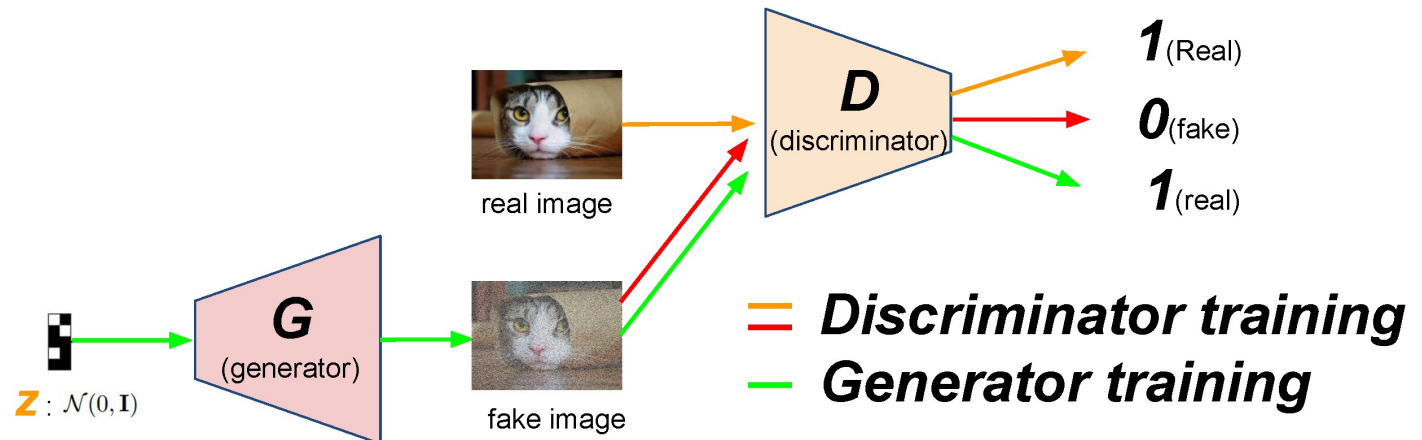 1(Real)
D
(discriminator)
0(fake)
1(real)
real image
G
(generator)
Z : 𝒩(0, I)
fake image
Discriminator training
Generator training